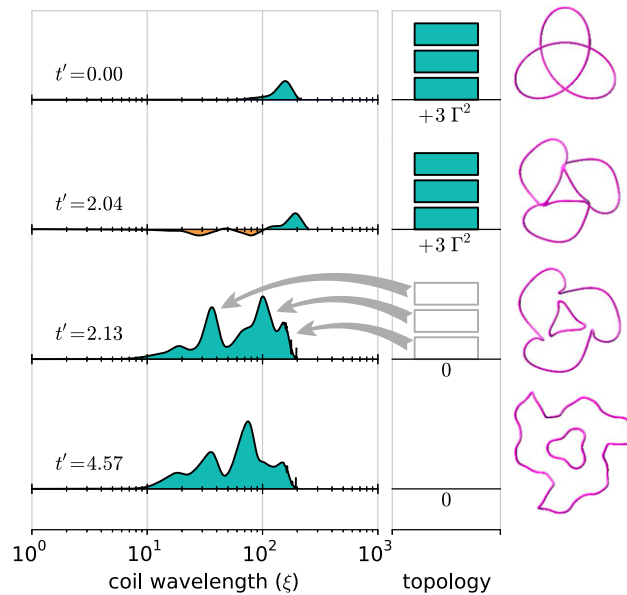 t′=0.00
+3 Γ²
t′=2.04
+3 Γ²
t′=2.13
0
t′=4.57
0
10⁰ 10¹ 10² 10³
coil wavelength (ξ) topology